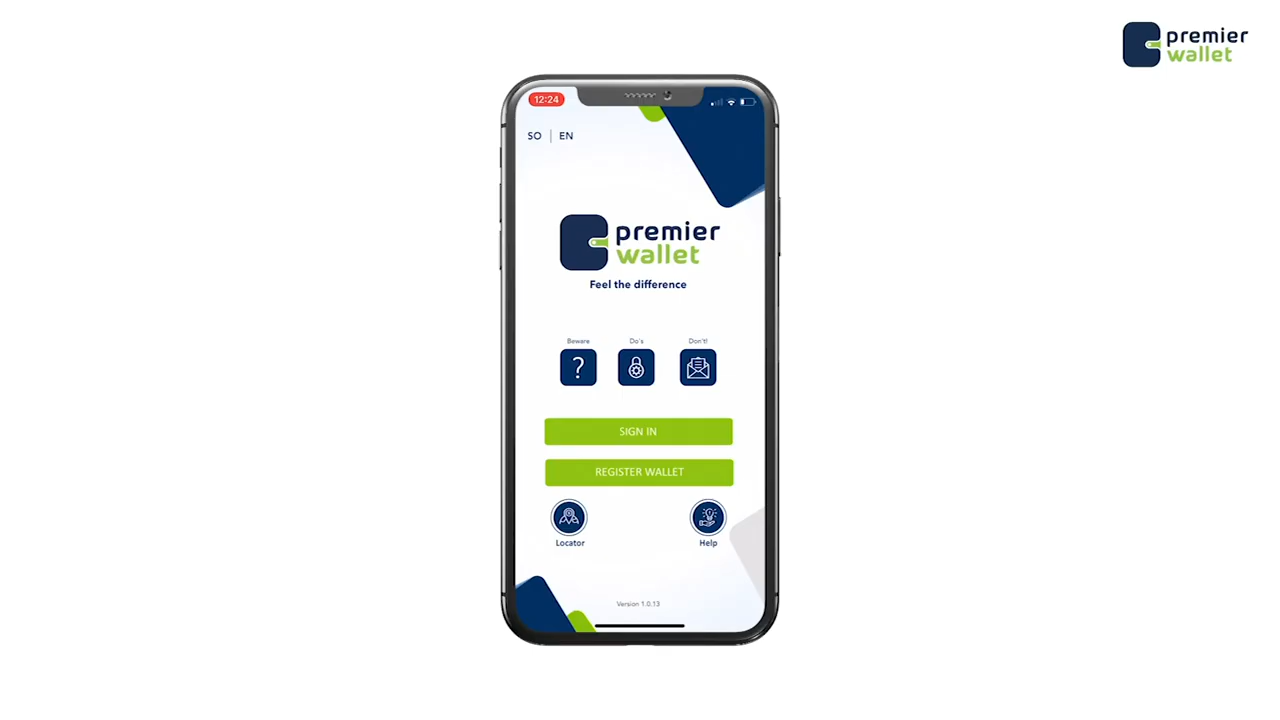 premier
wallet
12:24
SO | EN
premier
wallet
Feel the difference
Beware
Do's
Don't!
?
SIGN IN
REGISTER WALLET
Locator
Help
Version 1.0.13